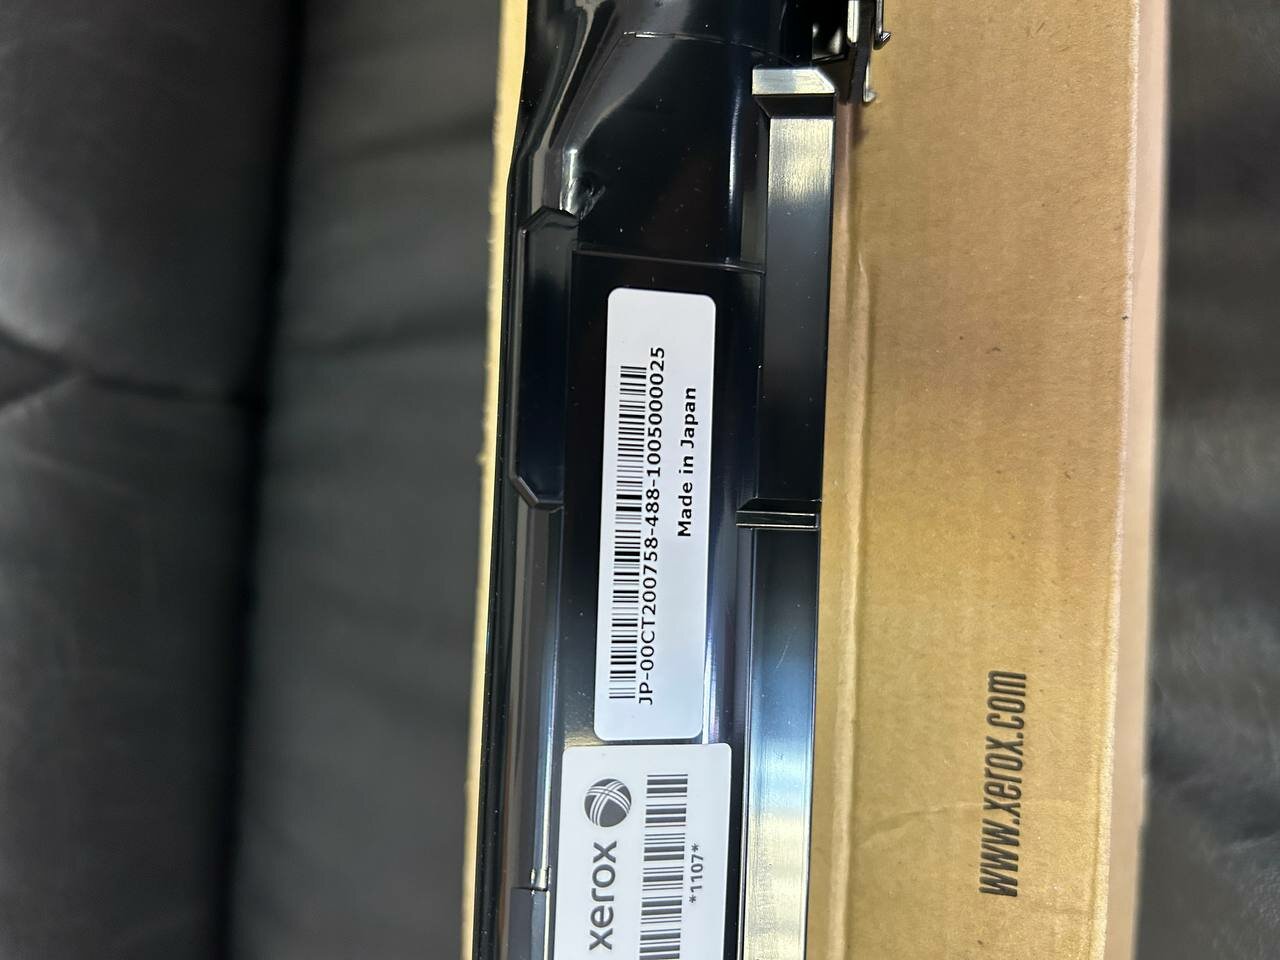 JP-00CT200758-488-1005000025
Made in Japan
xerox
*1107*
www.xerox.com